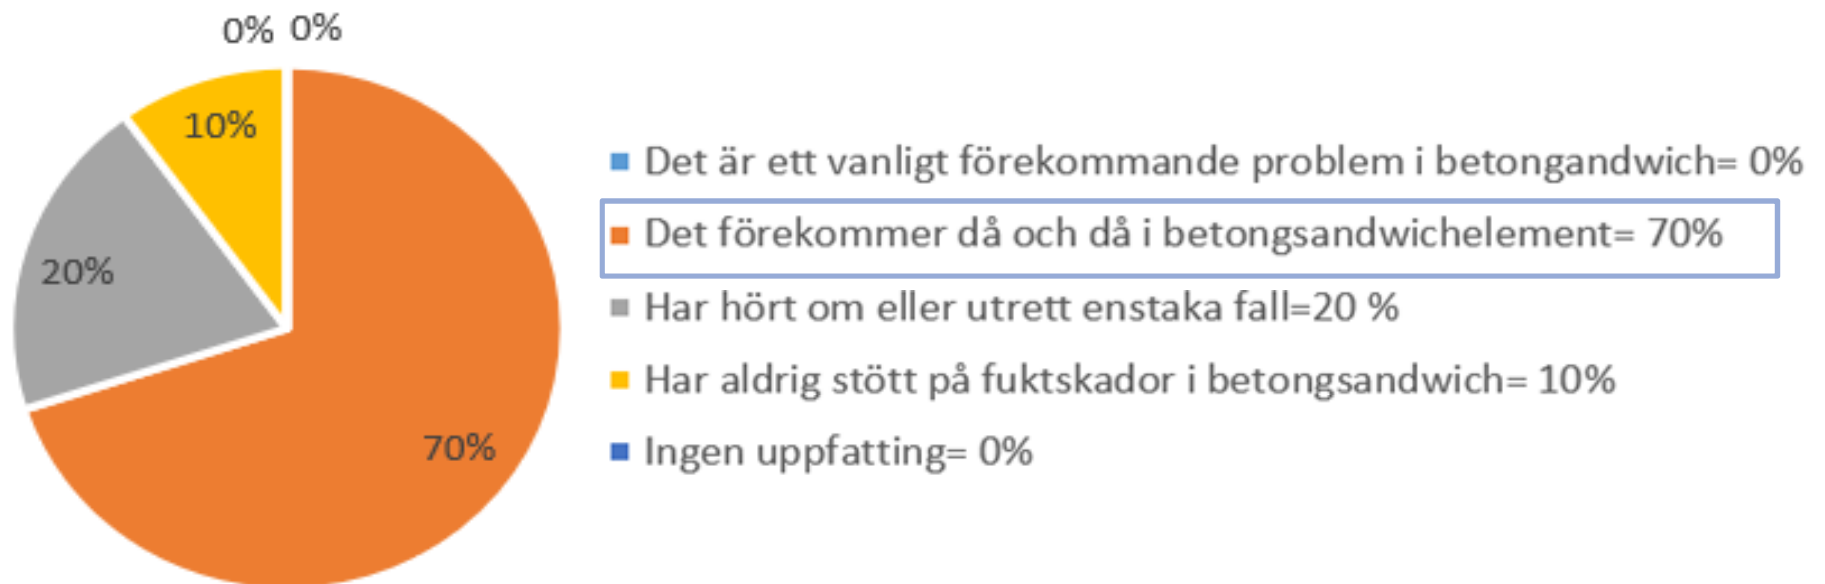 0% 0%
10%
20%
70%
Det är ett vanligt förekommande problem i betongandwich= 0%
Det förekommer då och då i betongsandwichelement= 70%
Har hört om eller utrett enstaka fall=20 %
Har aldrig stött på fuktskador i betongsandwich= 10%
Ingen uppfatting= 0%